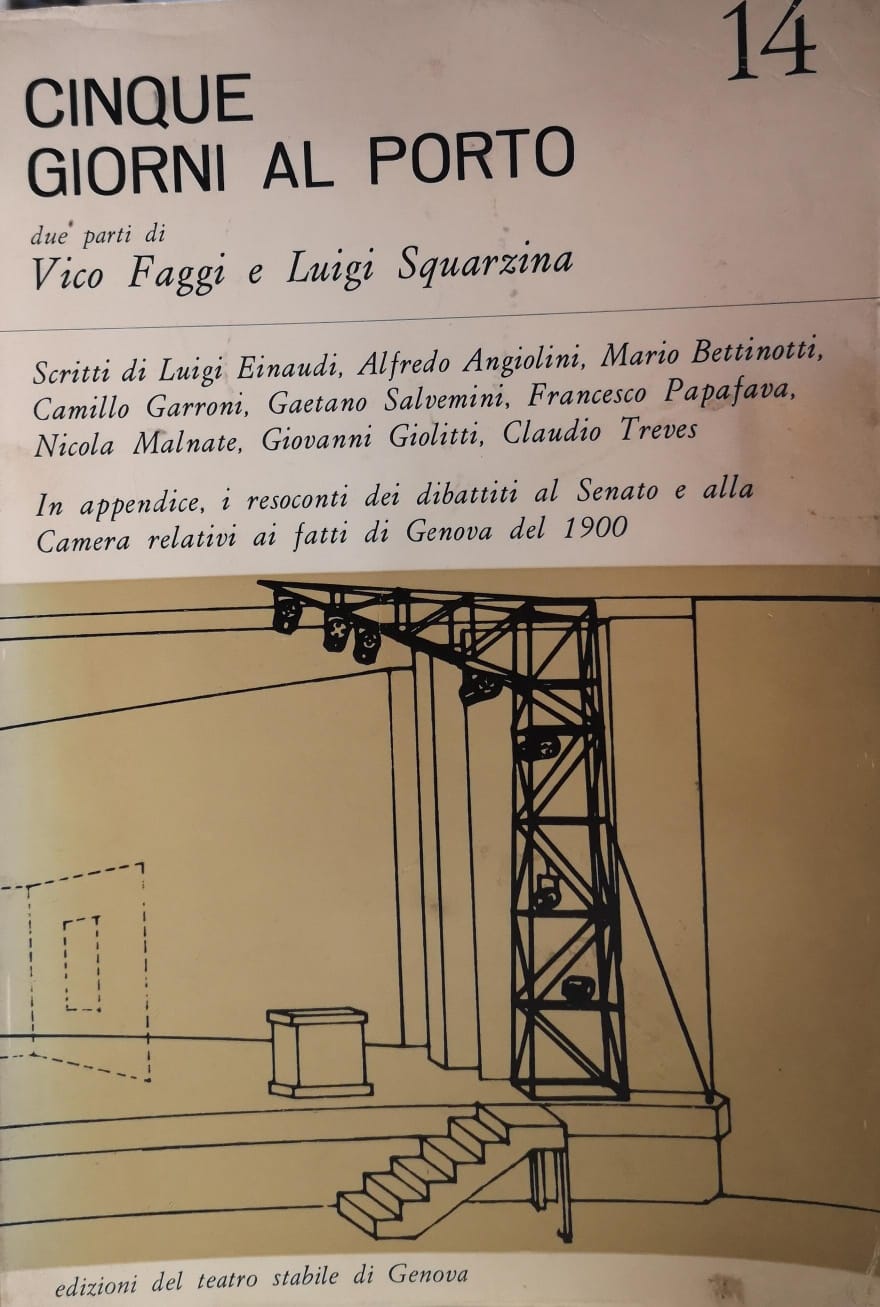 14
CINQUE
GIORNI AL PORTO
due parti di
Vico Faggi e Luigi Squarzina
Scritti di Luigi Einaudi, Alfredo Angiolini, Mario Bettinotti,
Camillo Garroni, Gaetano Salvemini, Francesco Papafava,
Nicola Malnate, Giovanni Giolitti, Claudio Treves
In appendice, i resoconti dei dibattiti al Senato e alla
Camera relativi ai fatti di Genova del 1900
edizioni del teatro stabile di Genova